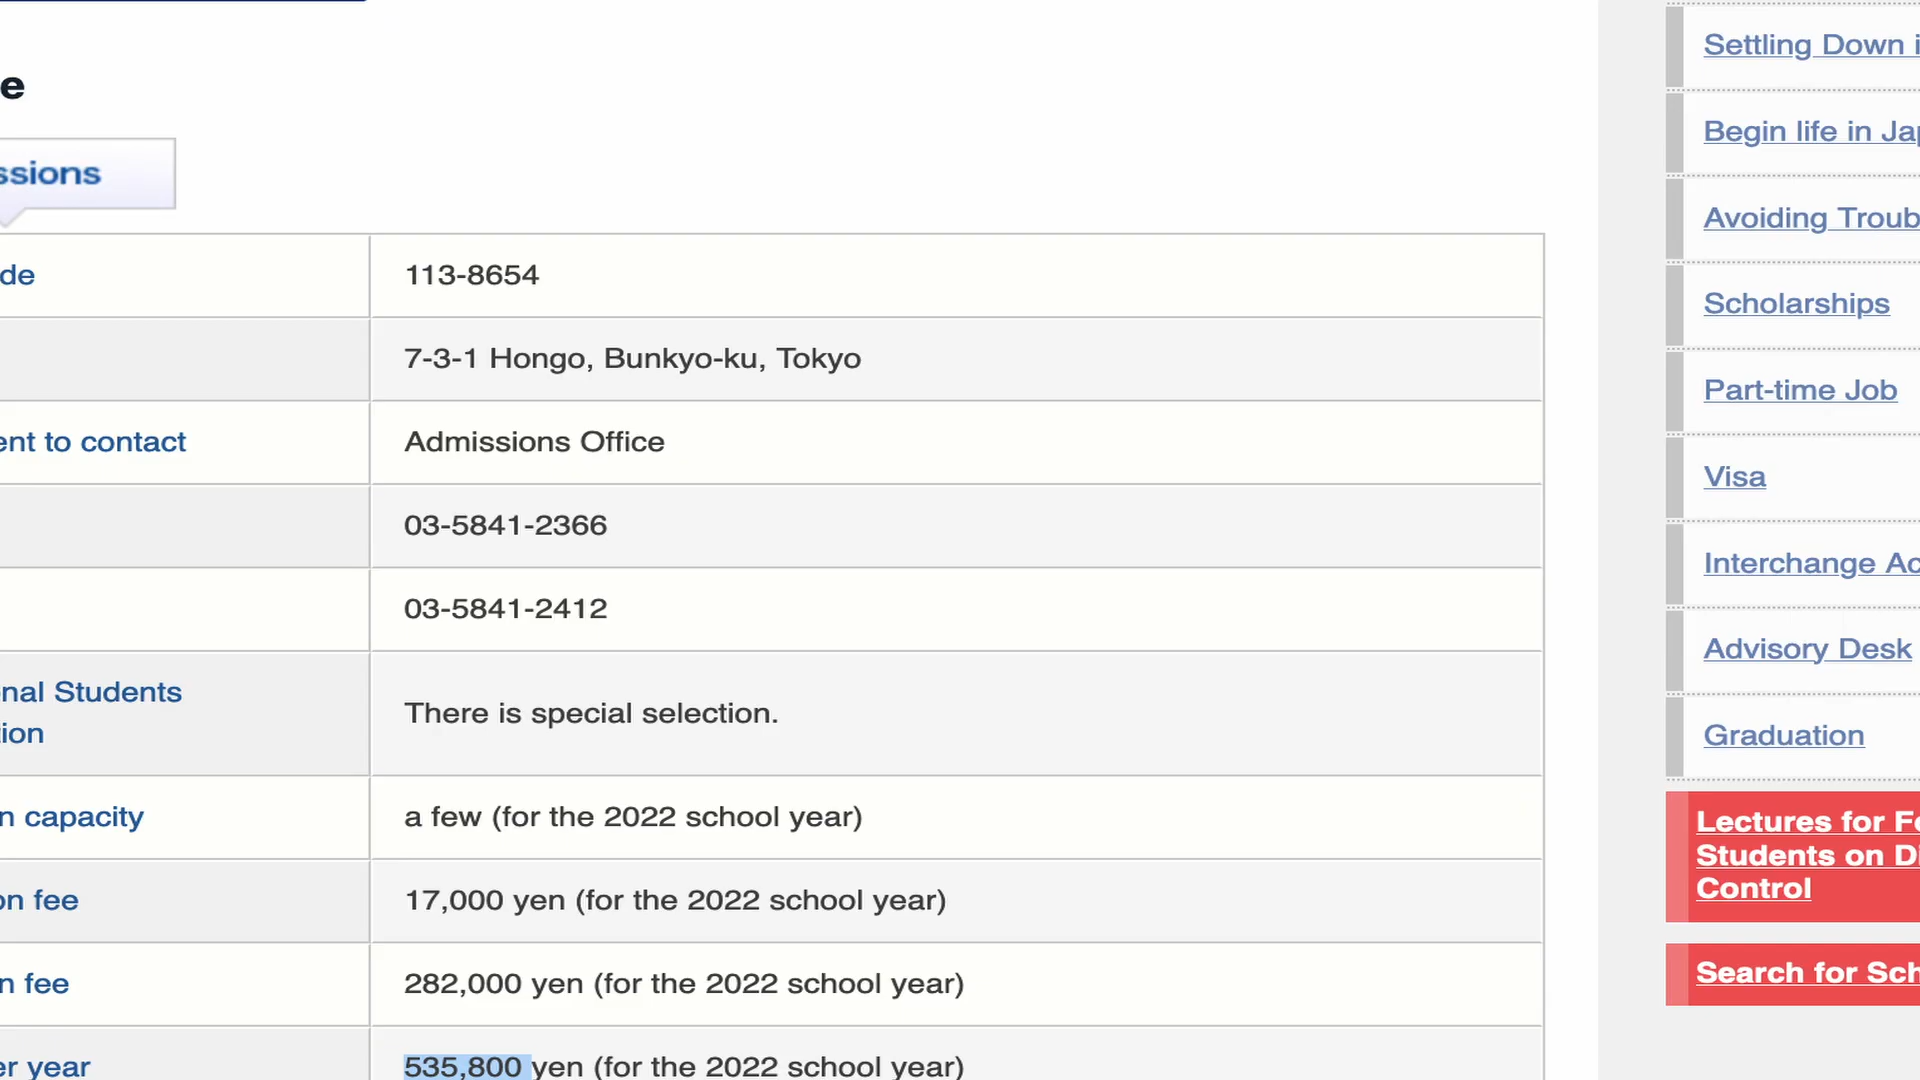 e
ssions
de
113-8654
7-3-1 Hongo, Bunkyo-ku, Tokyo
ent to contact
Admissions Office
03-5841-2366
03-5841-2412
nal Students
tion
There is special selection.
n capacity
a few (for the 2022 school year)
on fee
17,000 yen (for the 2022 school year)
n fee
282,000 yen (for the 2022 school year)
er year
535,800 yen (for the 2022 school year)
Settling Down i
Begin life in Jap
Avoiding Troub
Scholarships
Part-time Job
Visa
Interchange Ac
Advisory Desk
Graduation
Lectures for Fo
Students on Di
Control
Search for Sch